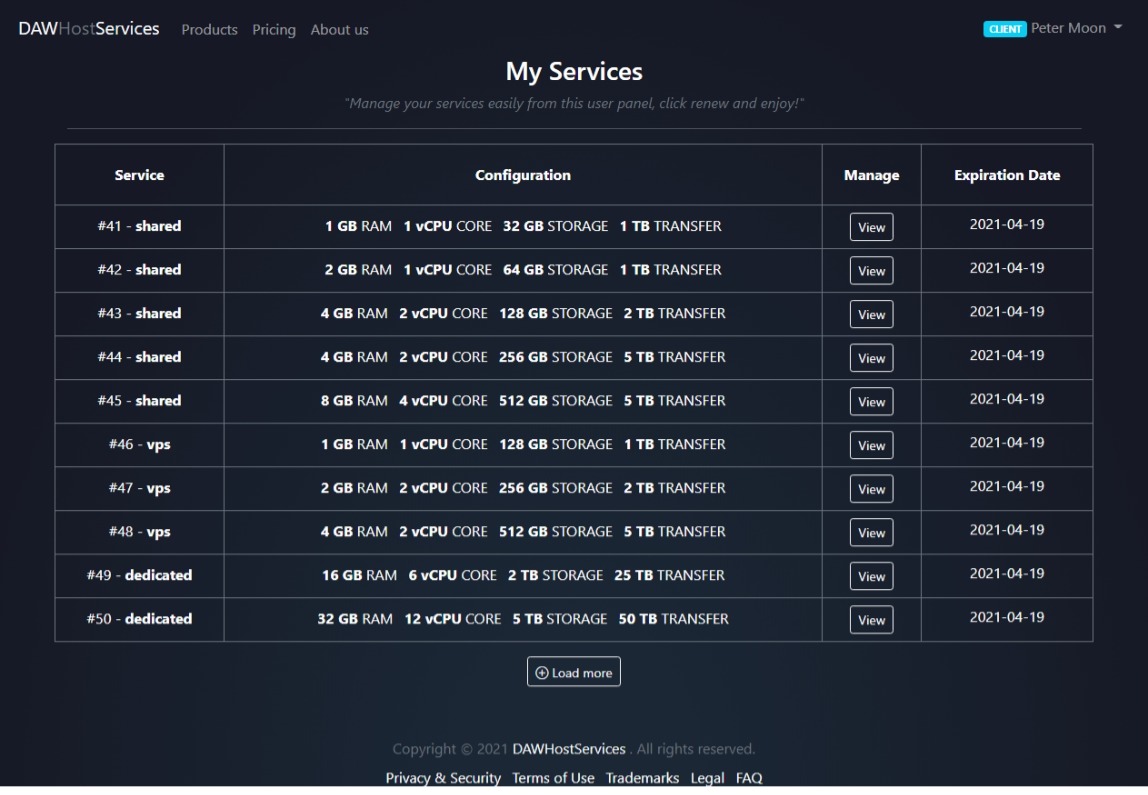 DAWHostServices Products Pricing About us CLIENT Peter Moon
My Services
"Manage your services easily from this user panel, click renew and enjoy!"
Service Configuration Manage Expiration Date
#41 - shared 1 GB RAM 1 vCPU CORE 32 GB STORAGE 1 TB TRANSFER View 2021-04-19
#42 - shared 2 GB RAM 1 vCPU CORE 64 GB STORAGE 1 TB TRANSFER View 2021-04-19
#43 - shared 4 GB RAM 2 vCPU CORE 128 GB STORAGE 2 TB TRANSFER View 2021-04-19
#44 - shared 4 GB RAM 2 vCPU CORE 256 GB STORAGE 5 TB TRANSFER View 2021-04-19
#45 - shared 8 GB RAM 4 vCPU CORE 512 GB STORAGE 5 TB TRANSFER View 2021-04-19
#46 - vps 1 GB RAM 1 vCPU CORE 128 GB STORAGE 1 TB TRANSFER View 2021-04-19
#47 - vps 2 GB RAM 2 vCPU CORE 256 GB STORAGE 2 TB TRANSFER View 2021-04-19
#48 - vps 4 GB RAM 2 vCPU CORE 512 GB STORAGE 5 TB TRANSFER View 2021-04-19
#49 - dedicated 16 GB RAM 6 vCPU CORE 2 TB STORAGE 25 TB TRANSFER View 2021-04-19
#50 - dedicated 32 GB RAM 12 vCPU CORE 5 TB STORAGE 50 TB TRANSFER View 2021-04-19
Load more
Copyright © 2021 DAWHostServices . All rights reserved.
Privacy & Security Terms of Use Trademarks Legal FAQ